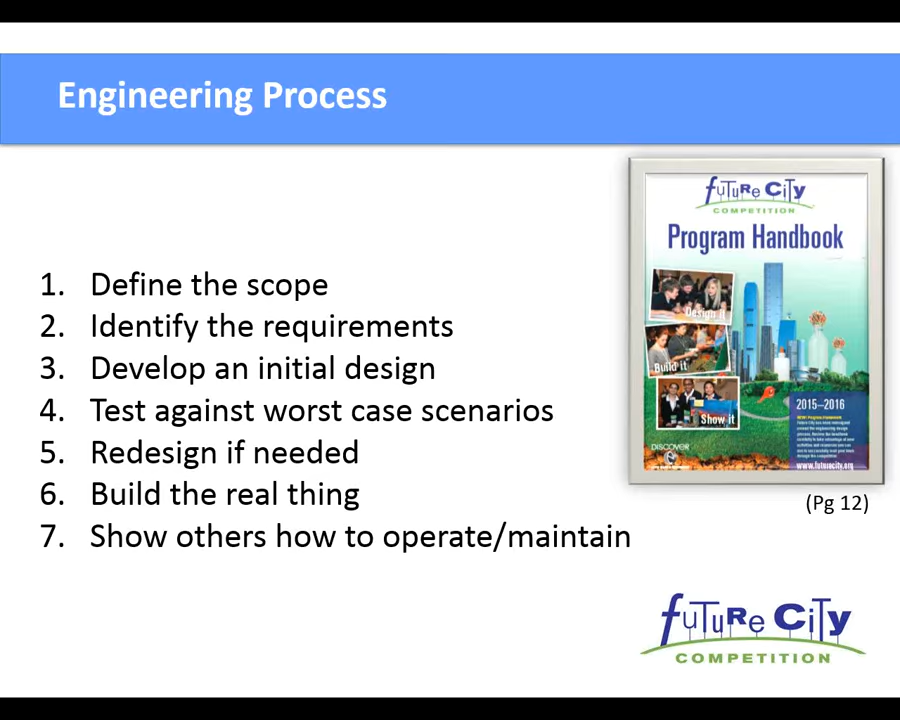 Engineering Process
1. Define the scope
2. Identify the requirements
3. Develop an initial design
4. Test against worst case scenarios
5. Redesign if needed
6. Build the real thing
7. Show others how to operate/maintain
FuTuRe CiTy
COMPETITION
Program Handbook
Design it
Build it
Show it
2015–2016
DISCOVER
www.futurecity.org
(Pg 12)
FuTuRe CiTy
COMPETITION